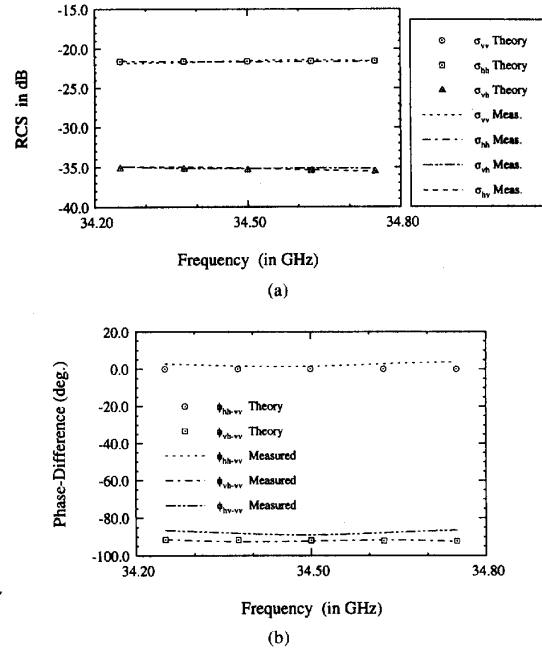 -15.0
-20.0
-25.0
-30.0
-35.0
-40.0
RCS in dB
34.20 34.50 34.80
Frequency (in GHz)
σvv Theory
σhh Theory
σvh Theory
σvv Meas.
σhh Meas.
σvh Meas.
σhv Meas.
(a)
20.0
0.0
-20.0
-40.0
-60.0
-80.0
-100.0
Phase-Difference (deg.)
ϕhh-vv Theory
ϕvh-vv Theory
ϕhh-vv Measured
ϕvh-vv Measured
ϕhv-vv Measured
34.20 34.50 34.80
Frequency (in GHz)
(b)